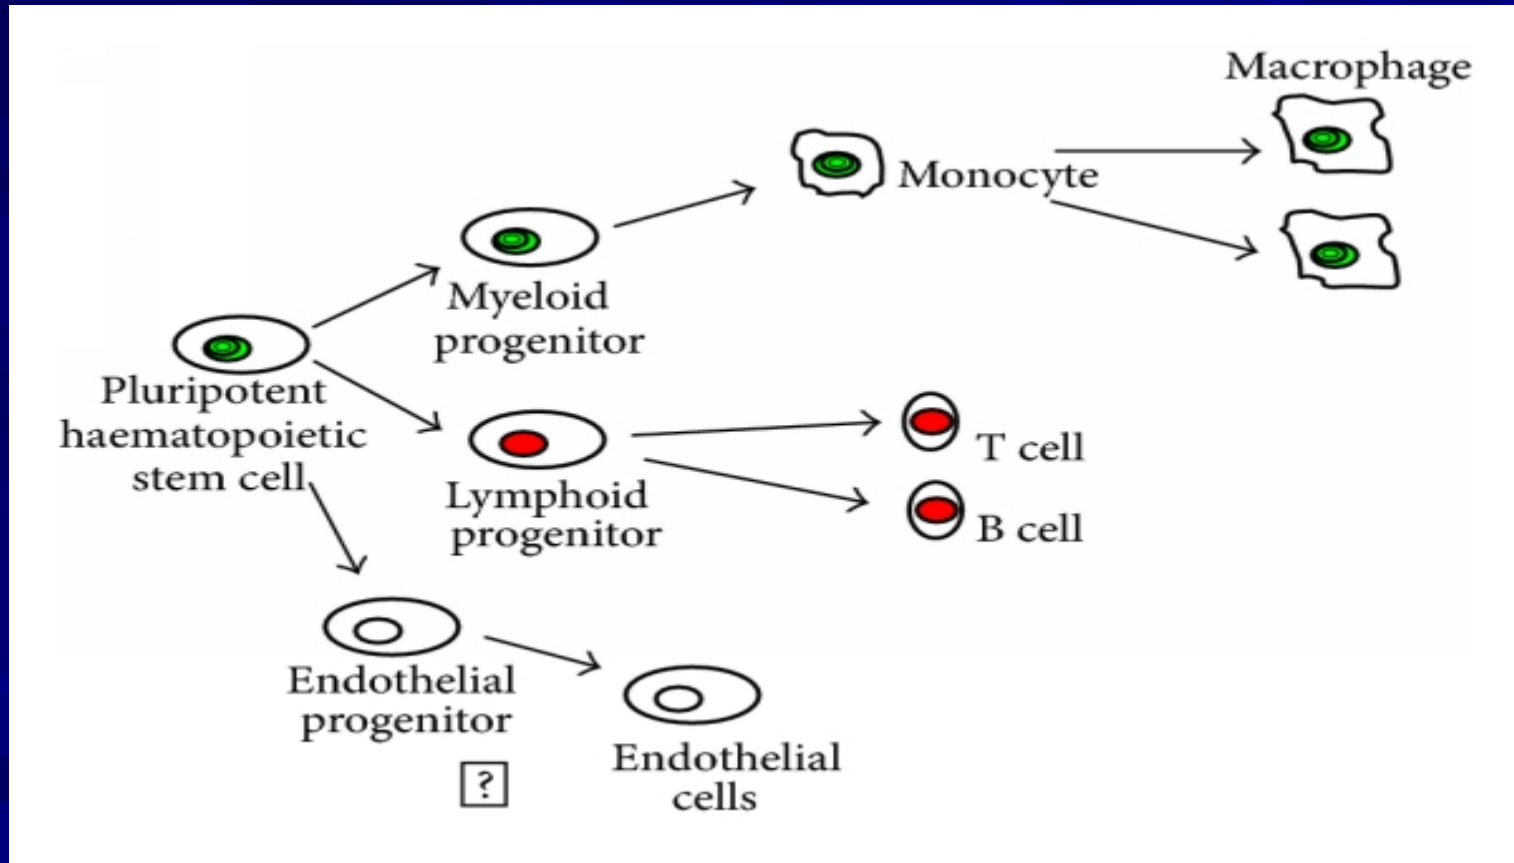 Macrophage
Monocyte
Myeloid
progenitor
Pluripotent
haematopoietic
stem cell
T cell
Lymphoid
progenitor
B cell
Endothelial
progenitor
Endothelial
cells
?